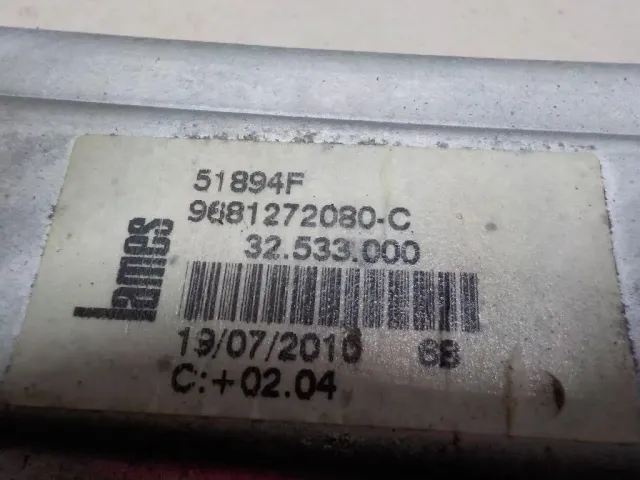 51894F
9681272080-C
32.533.000
Lames
19/07/2010 6B
C:+02.04